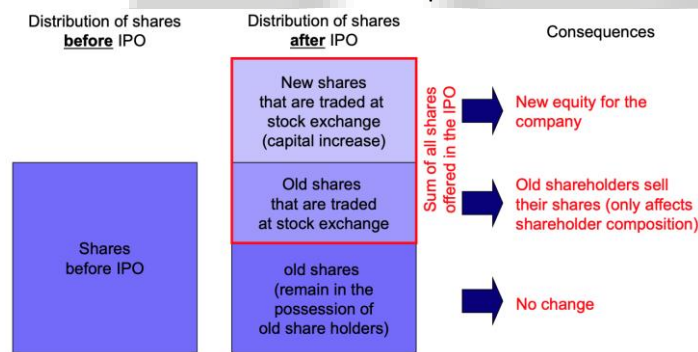 Distribution of shares
before IPO
Distribution of shares
after IPO
Consequences
New shares
that are traded at
stock exchange
(capital increase)
Old shares
that are traded
at stock exchange
old shares
(remain in the
possession of
old share holders)
Shares
before IPO
Sum of all shares
offered in the IPO
New equity for the
company
Old shareholders sell
their shares (only affects
shareholder composition)
No change